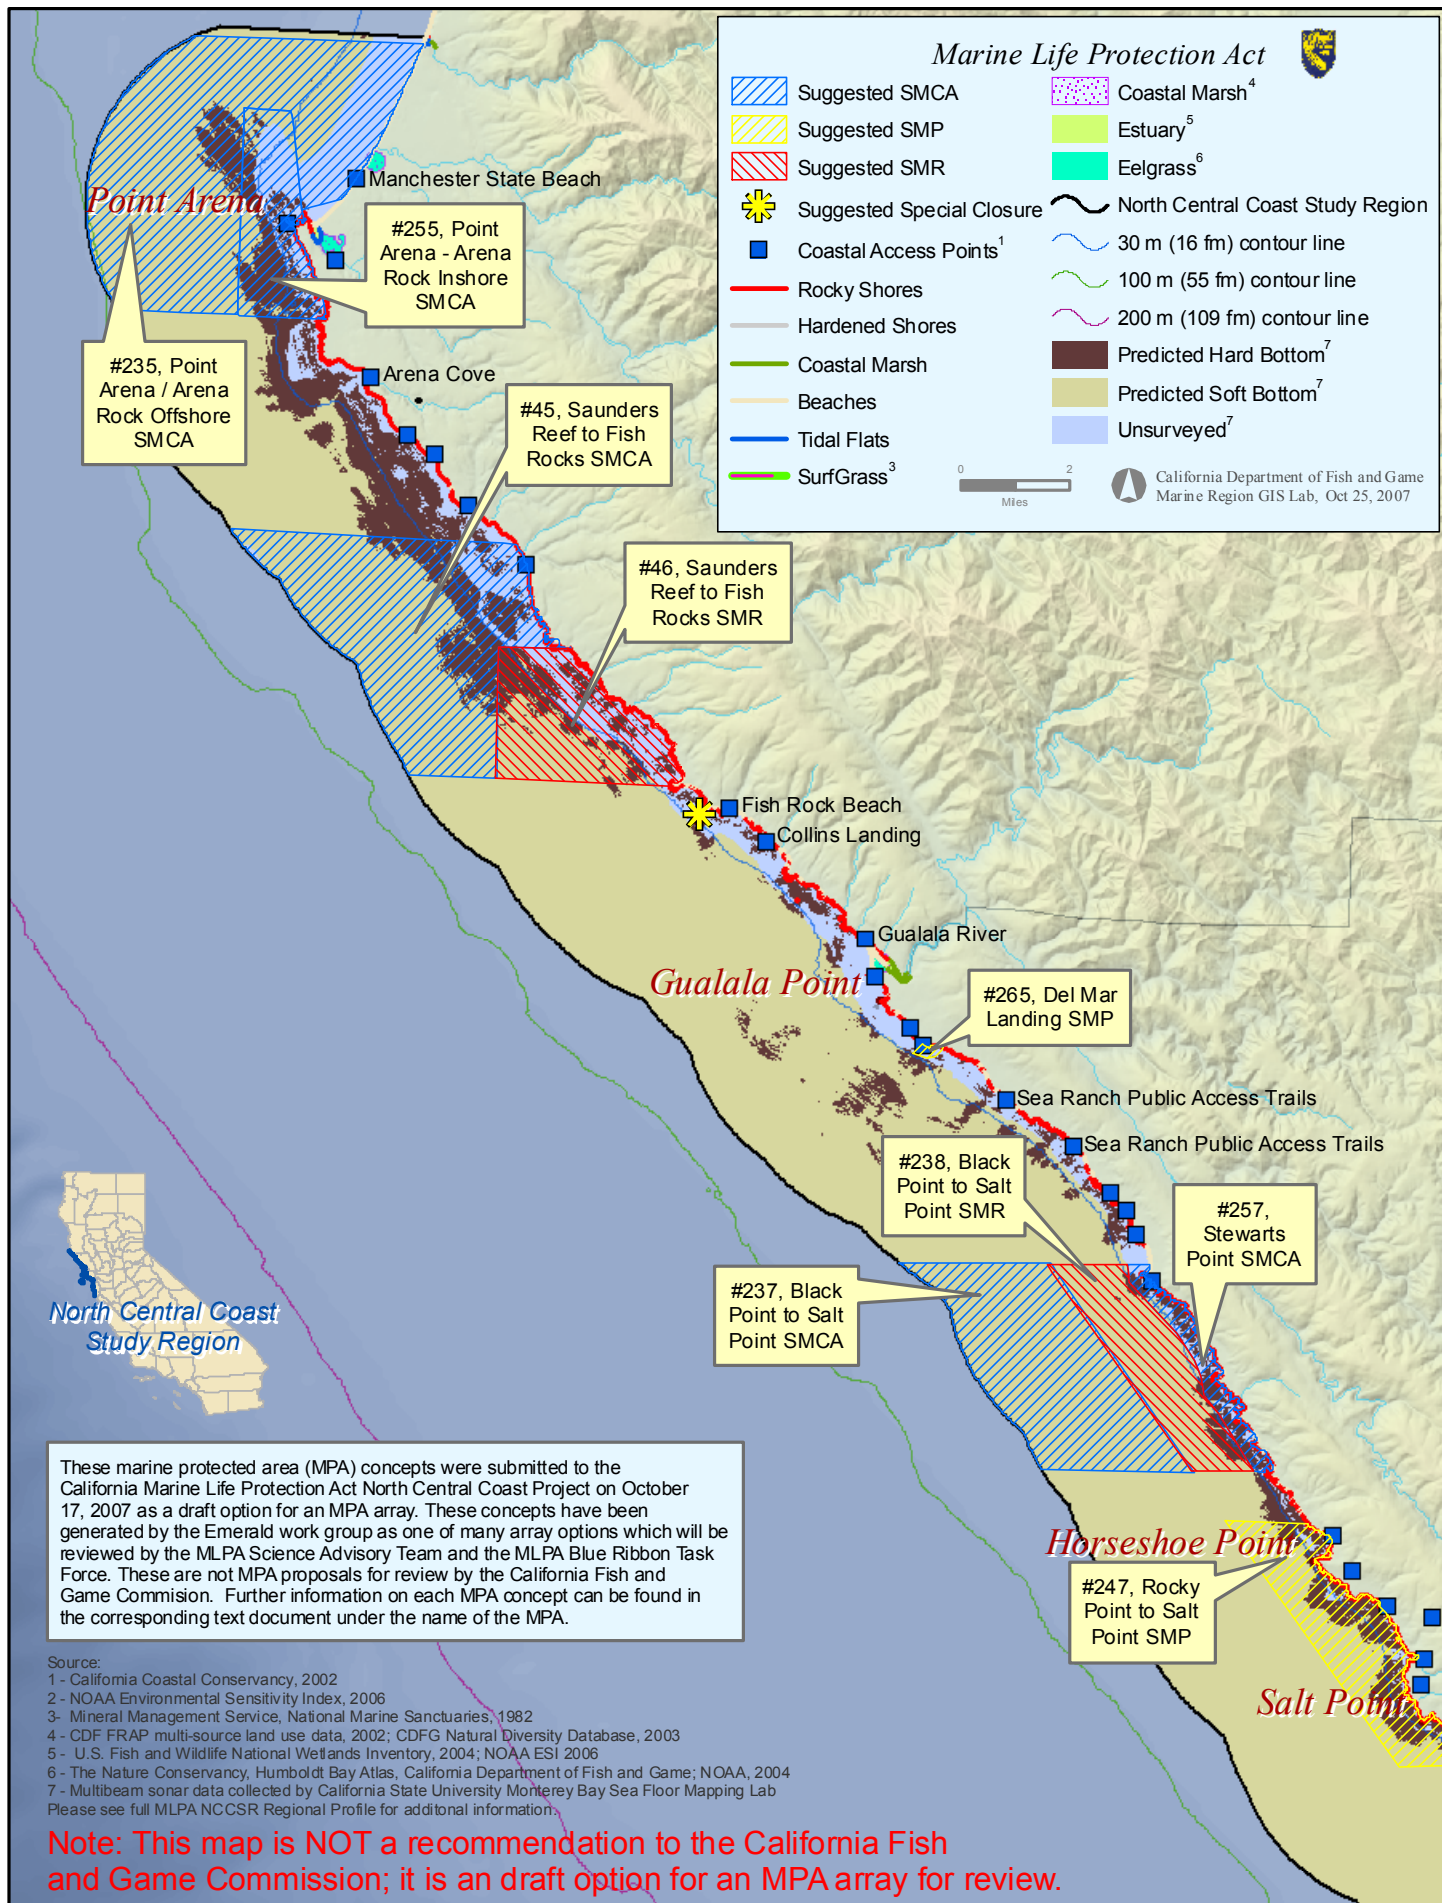 Marine Life Protection Act
Suggested SMCA
Suggested SMP
Suggested SMR
Suggested Special Closure
Coastal Access Points1
Rocky Shores
Hardened Shores
Coastal Marsh
Beaches
Tidal Flats
SurfGrass3
Coastal Marsh4
Estuary5
Eelgrass6
North Central Coast Study Region
30 m (16 fm) contour line
100 m (55 fm) contour line
200 m (109 fm) contour line
Predicted Hard Bottom7
Predicted Soft Bottom7
Unsurveyed7
0 2
Miles
California Department of Fish and Game
Marine Region GIS Lab, Oct 25, 2007
Manchester State Beach
Point Arena
#255, Point
Arena - Arena
Rock Inshore
SMCA
#235, Point
Arena / Arena
Rock Offshore
SMCA
Arena Cove
#45, Saunders
Reef to Fish
Rocks SMCA
#46, Saunders
Reef to Fish
Rocks SMR
Fish Rock Beach
Collins Landing
Gualala River
Gualala Point
#265, Del Mar
Landing SMP
Sea Ranch Public Access Trails
Sea Ranch Public Access Trails
#238, Black
Point to Salt
Point SMR
#257,
Stewarts
Point SMCA
#237, Black
Point to Salt
Point SMCA
North Central Coast
Study Region
Horseshoe Point
#247, Rocky
Point to Salt
Point SMP
Salt Point
These marine protected area (MPA) concepts were submitted to the
California Marine Life Protection Act North Central Coast Project on October
17, 2007 as a draft option for an MPA array. These concepts have been
generated by the Emerald work group as one of many array options which will be
reviewed by the MLPA Science Advisory Team and the MLPA Blue Ribbon Task
Force. These are not MPA proposals for review by the California Fish and
Game Commision.  Further information on each MPA concept can be found in
the corresponding text document under the name of the MPA.
Source:
1 - California Coastal Conservancy, 2002
2 - NOAA Environmental Sensitivity Index, 2006
3- Mineral Management Service, National Marine Sanctuaries, 1982
4 - CDF FRAP multi-source land use data, 2002; CDFG Natural Diversity Database, 2003
5 - U.S. Fish and Wildlife National Wetlands Inventory, 2004; NOAA ESI 2006
6 - The Nature Conservancy, Humboldt Bay Atlas, California Department of Fish and Game; NOAA, 2004
7 - Multibeam sonar data collected by California State University Monterey Bay Sea Floor Mapping Lab
Please see full MLPA NCCSR Regional Profile for additonal information.
Note: This map is NOT a recommendation to the California Fish
and Game Commission; it is an draft option for an MPA array for review.